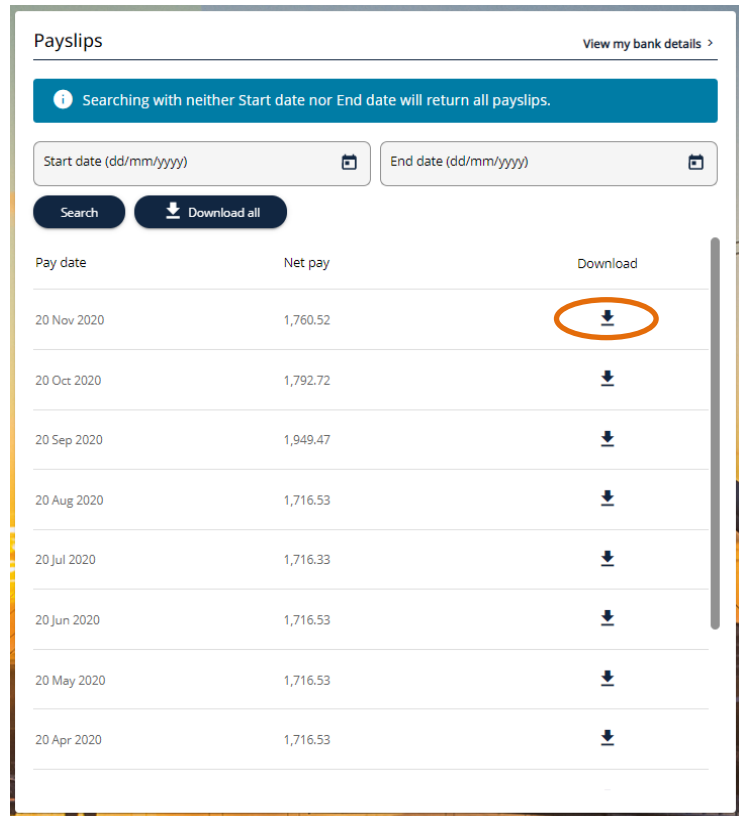 Payslips
View my bank details >
i Searching with neither Start date nor End date will return all payslips.
Start date (dd/mm/yyyy) End date (dd/mm/yyyy)
Search Download all
Pay date Net pay Download
20 Nov 2020 1,760.52
20 Oct 2020 1,792.72
20 Sep 2020 1,949.47
20 Aug 2020 1,716.53
20 Jul 2020 1,716.33
20 Jun 2020 1,716.53
20 May 2020 1,716.53
20 Apr 2020 1,716.53